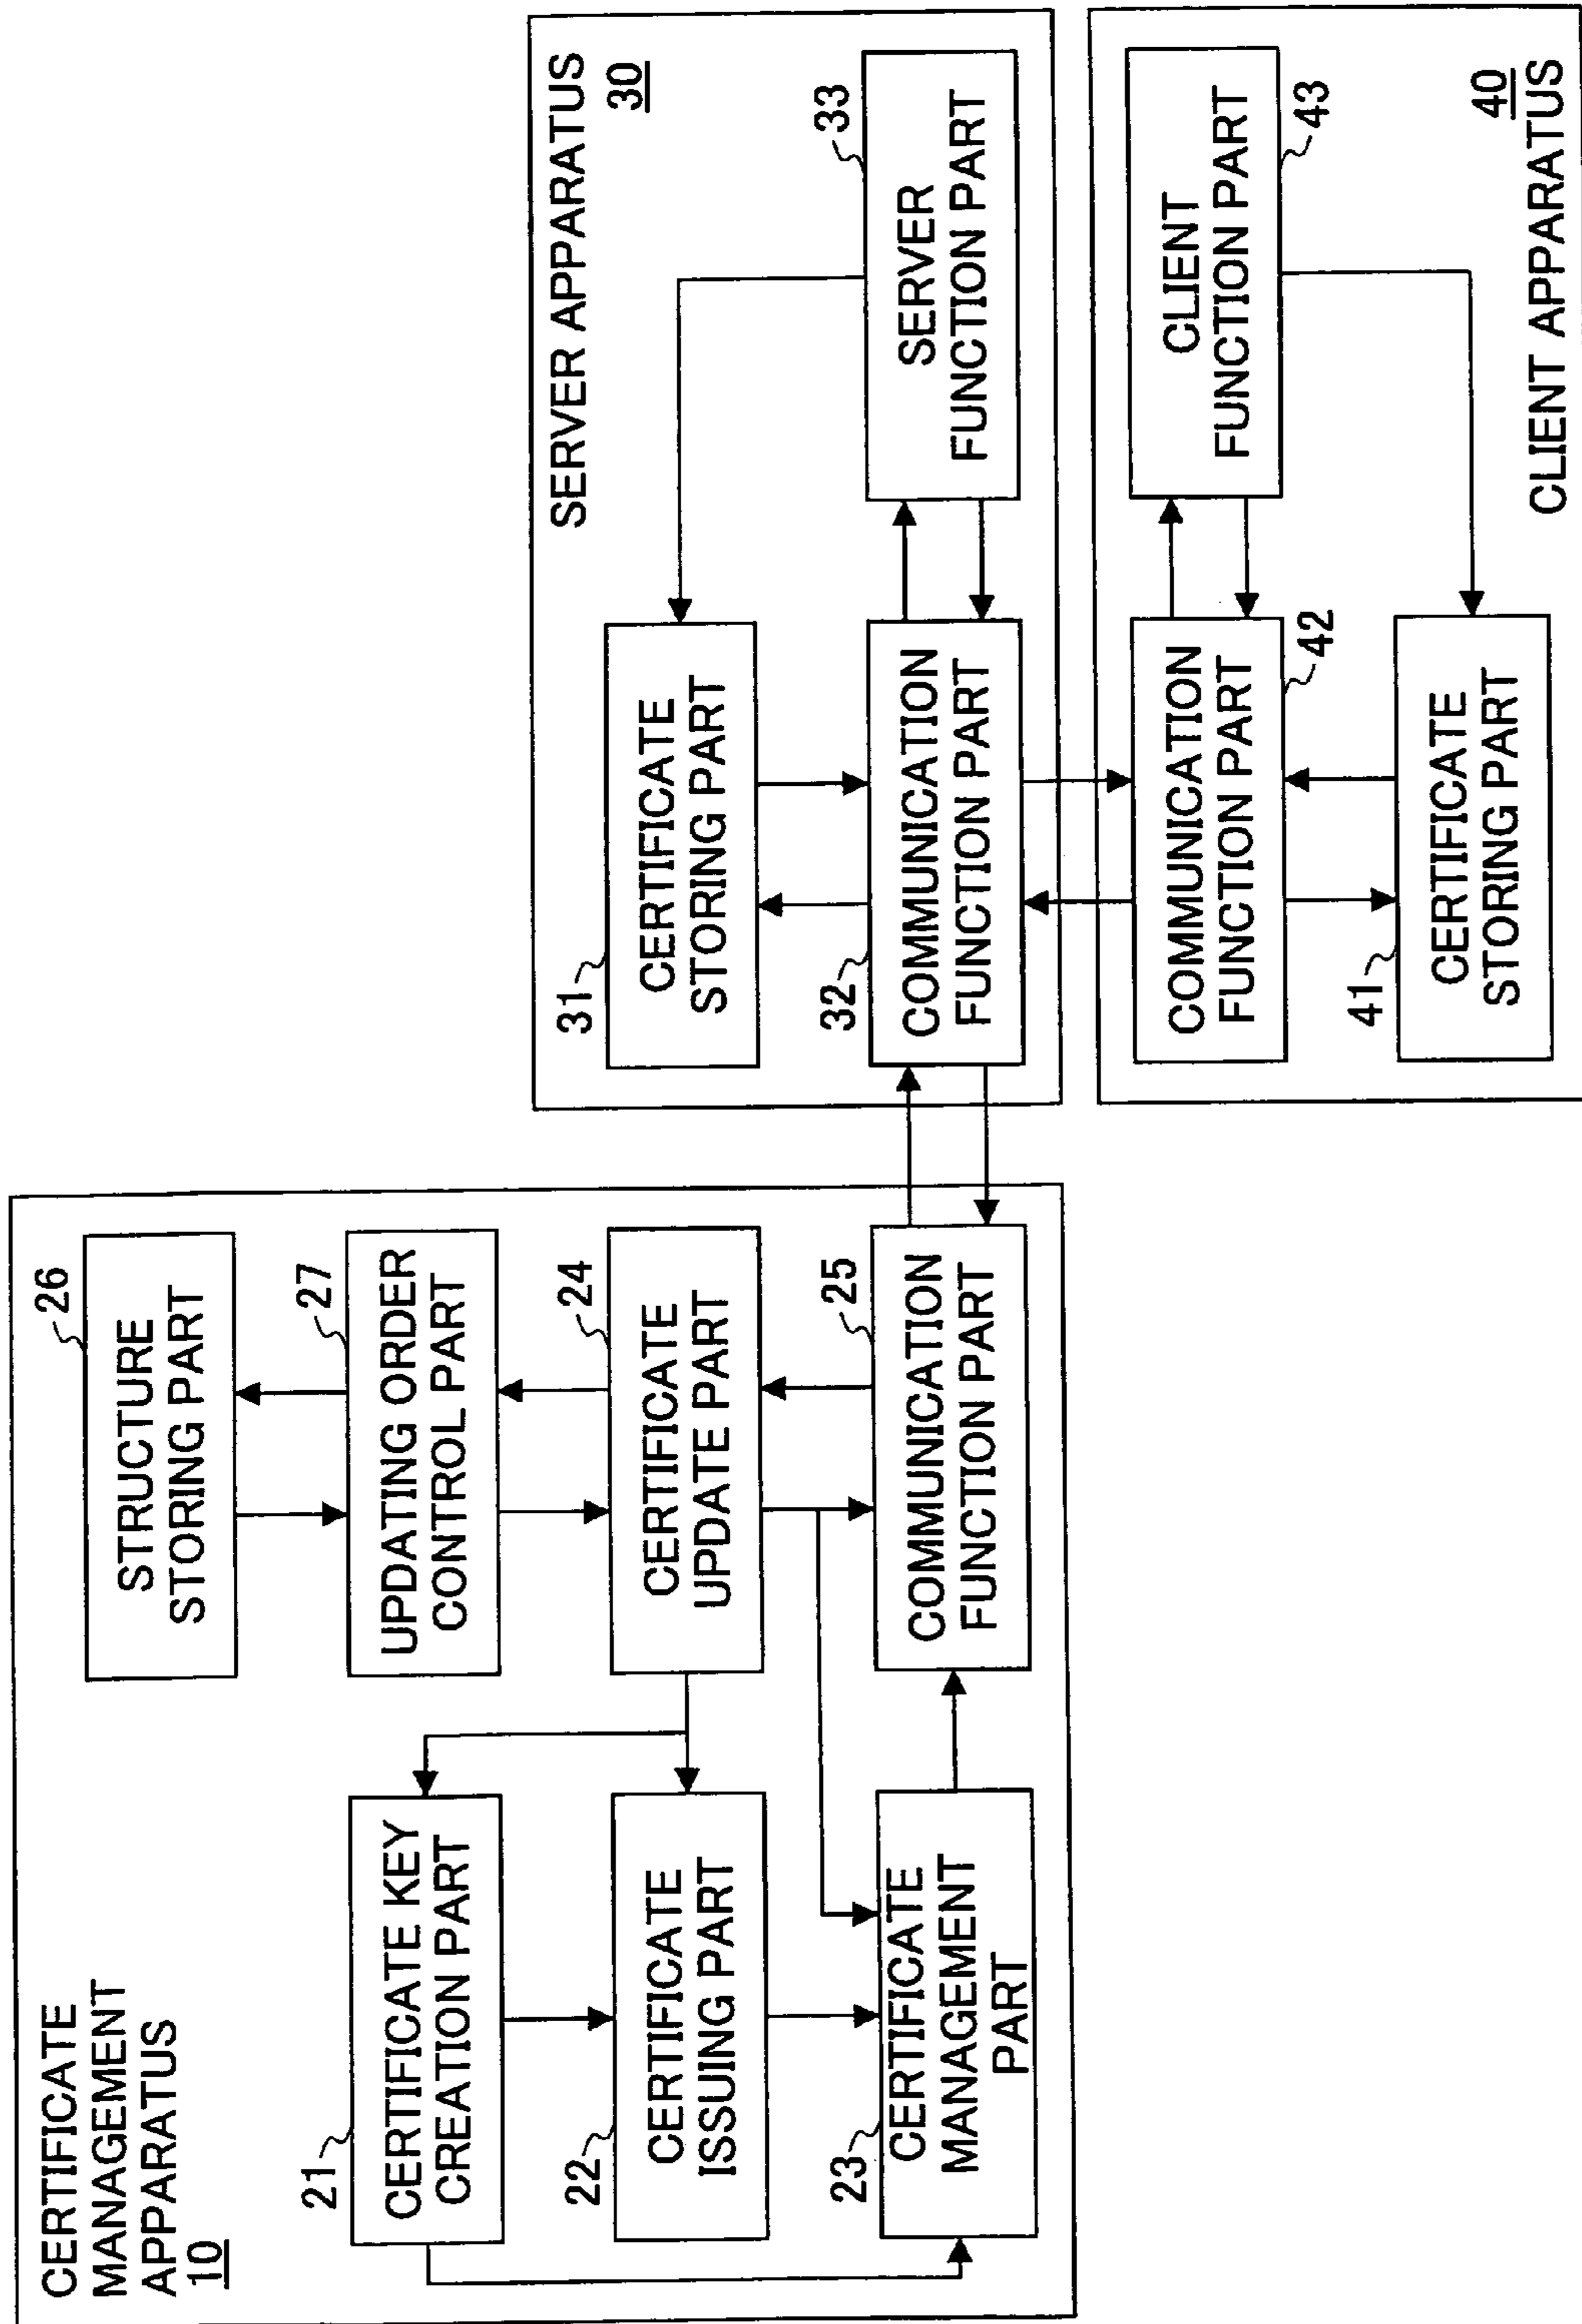 CERTIFICATE
MANAGEMENT
APPARATUS
10
21
CERTIFICATE KEY
CREATION PART
22
CERTIFICATE
ISSUING PART
23
CERTIFICATE
MANAGEMENT
PART
26
STRUCTURE
STORING PART
27
UPDATING ORDER
CONTROL PART
24
CERTIFICATE
UPDATE PART
25
COMMUNICATION
FUNCTION PART
SERVER APPARATUS
30
31
CERTIFICATE
STORING PART
32
COMMUNICATION
FUNCTION PART
33
SERVER
FUNCTION PART
COMMUNICATION
FUNCTION PART
42
CLIENT
FUNCTION PART
43
41
CERTIFICATE
STORING PART
40
CLIENT APPARATUS